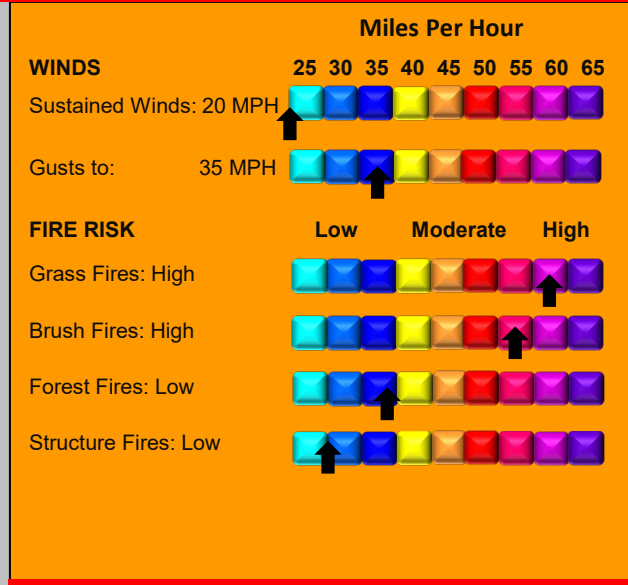 Miles Per Hour
WINDS 25 30 35 40 45 50 55 60 65
Sustained Winds: 20 MPH
Gusts to: 35 MPH
FIRE RISK Low Moderate High
Grass Fires: High
Brush Fires: High
Forest Fires: Low
Structure Fires: Low